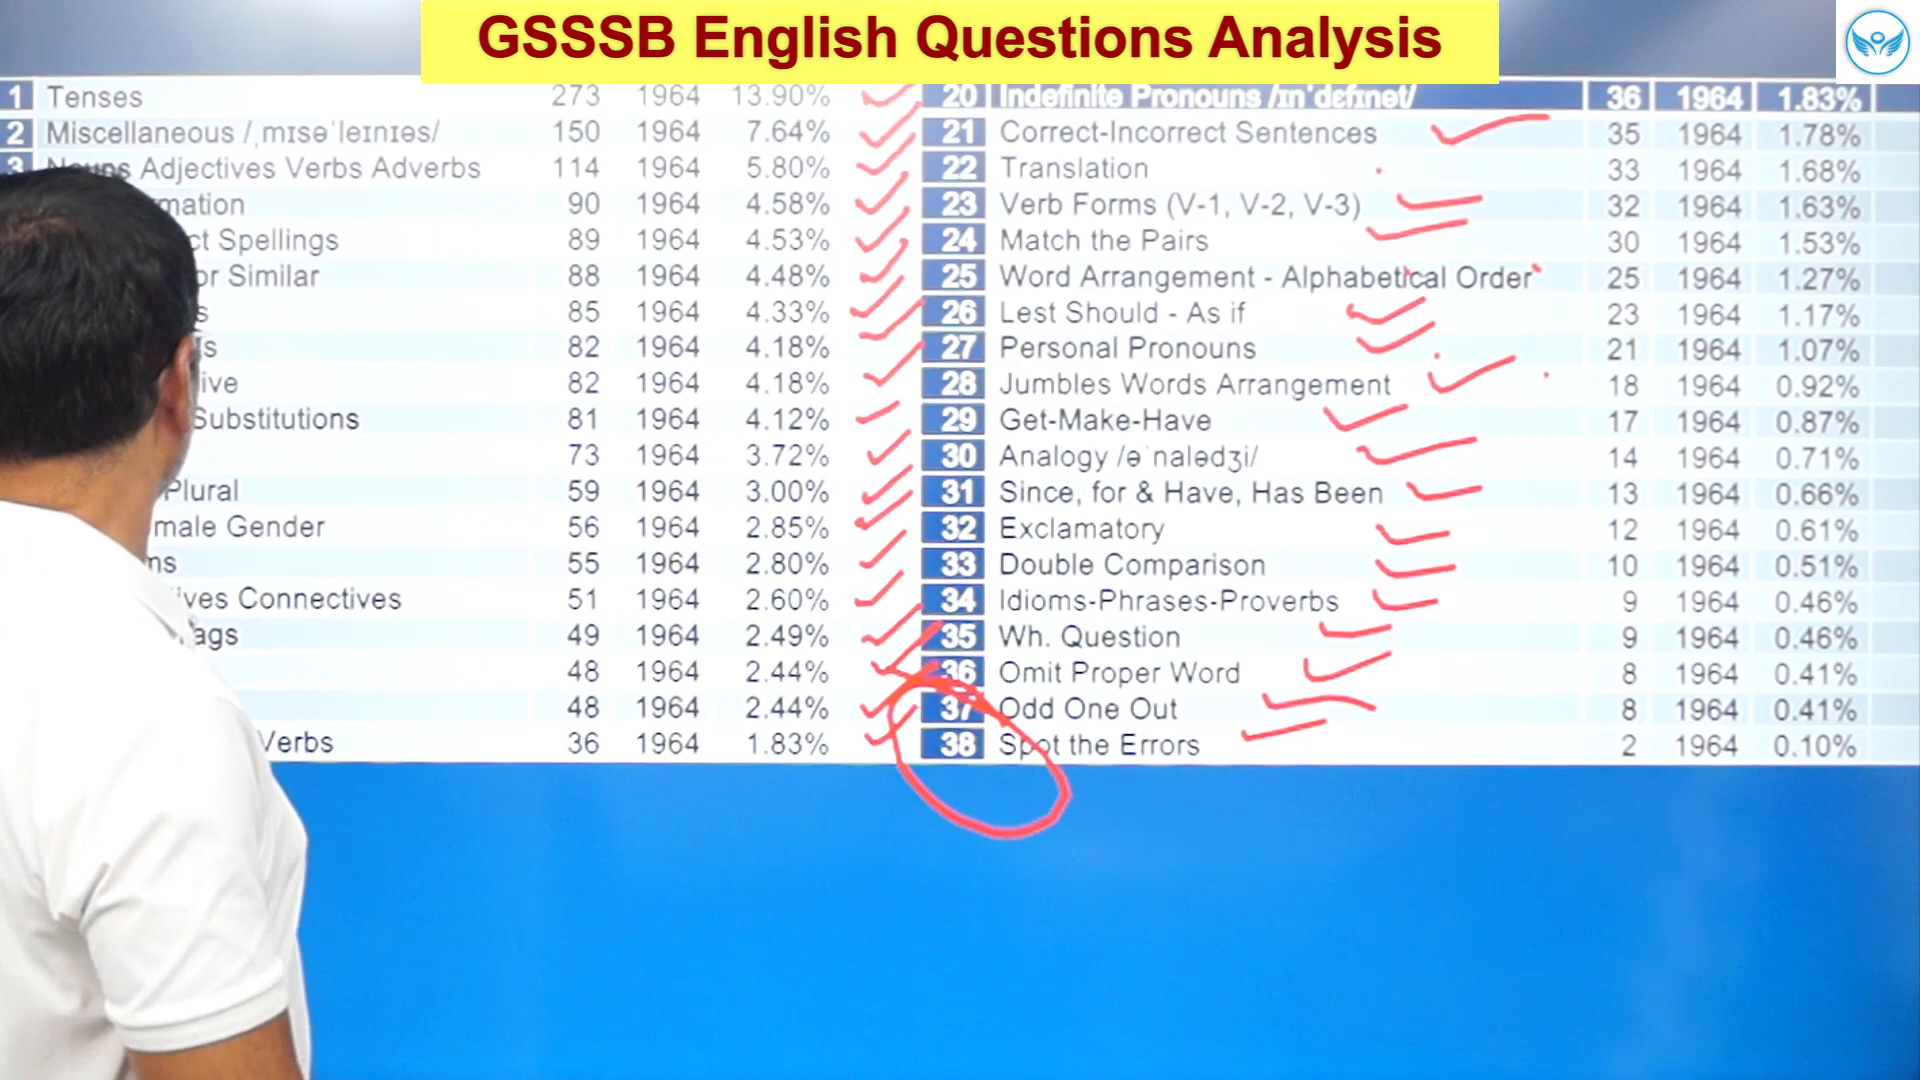 GSSSB English Questions Analysis
1 Tenses 273 1964 13.90%
2 Miscellaneous /ˌmɪsəˈleɪnɪəs/ 150 1964 7.64%
3 Nouns Adjectives Verbs Adverbs 114 1964 5.80%
mation 90 1964 4.58%
ct Spellings 89 1964 4.53%
or Similar 88 1964 4.48%
s 85 1964 4.33%
s 82 1964 4.18%
ive 82 1964 4.18%
Substitutions 81 1964 4.12%
73 1964 3.72%
Plural 59 1964 3.00%
male Gender 56 1964 2.85%
ms 55 1964 2.80%
ives Connectives 51 1964 2.60%
ags 49 1964 2.49%
48 1964 2.44%
48 1964 2.44%
Verbs 36 1964 1.83%
20 Indefinite Pronouns /ɪnˈdɛfɪnət/ 36 1964 1.83%
21 Correct-Incorrect Sentences 35 1964 1.78%
22 Translation 33 1964 1.68%
23 Verb Forms (V-1, V-2, V-3) 32 1964 1.63%
24 Match the Pairs 30 1964 1.53%
25 Word Arrangement - Alphabetical Order 25 1964 1.27%
26 Lest Should - As if 23 1964 1.17%
27 Personal Pronouns 21 1964 1.07%
28 Jumbles Words Arrangement 18 1964 0.92%
29 Get-Make-Have 17 1964 0.87%
30 Analogy /əˈnalədʒi/ 14 1964 0.71%
31 Since, for & Have, Has Been 13 1964 0.66%
32 Exclamatory 12 1964 0.61%
33 Double Comparison 10 1964 0.51%
34 Idioms-Phrases-Proverbs 9 1964 0.46%
35 Wh. Question 9 1964 0.46%
36 Omit Proper Word 8 1964 0.41%
37 Odd One Out 8 1964 0.41%
38 Spot the Errors 2 1964 0.10%